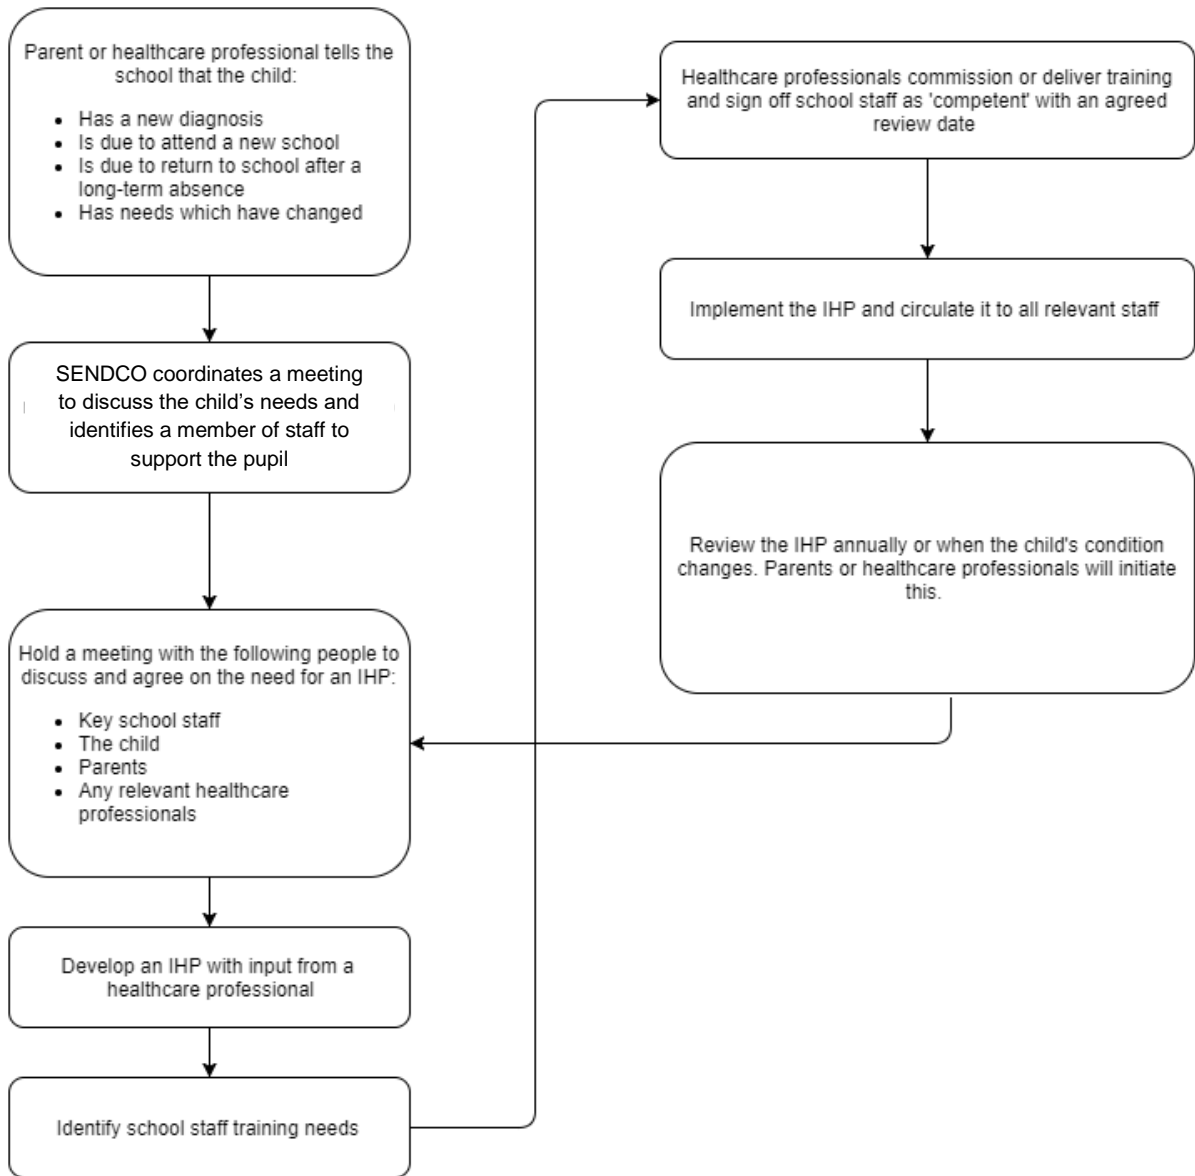 Parent or healthcare professional tells the
school that the child:
• Has a new diagnosis
• Is due to attend a new school
• Is due to return to school after a
long-term absence
• Has needs which have changed
SENDCO coordinates a meeting
to discuss the child’s needs and
identifies a member of staff to
support the pupil
Hold a meeting with the following people to
discuss and agree on the need for an IHP:
• Key school staff
• The child
• Parents
• Any relevant healthcare
professionals
Develop an IHP with input from a
healthcare professional
Identify school staff training needs
Healthcare professionals commission or deliver training
and sign off school staff as 'competent' with an agreed
review date
Implement the IHP and circulate it to all relevant staff
Review the IHP annually or when the child's condition
changes. Parents or healthcare professionals will initiate
this.